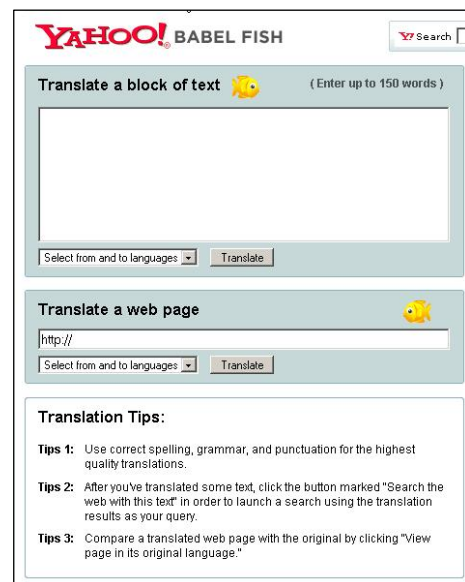 YAHOO! BABEL FISH
Y! Search
Translate a block of text
( Enter up to 150 words )
Select from and to languages
Translate
Translate a web page
http://
Select from and to languages
Translate
Translation Tips:
Tips 1: Use correct spelling, grammar, and punctuation for the highest
quality translations.
Tips 2: After you've translated some text, click the button marked "Search the
web with this text" in order to launch a search using the translation
results as your query.
Tips 3: Compare a translated web page with the original by clicking "View
page in its original language."